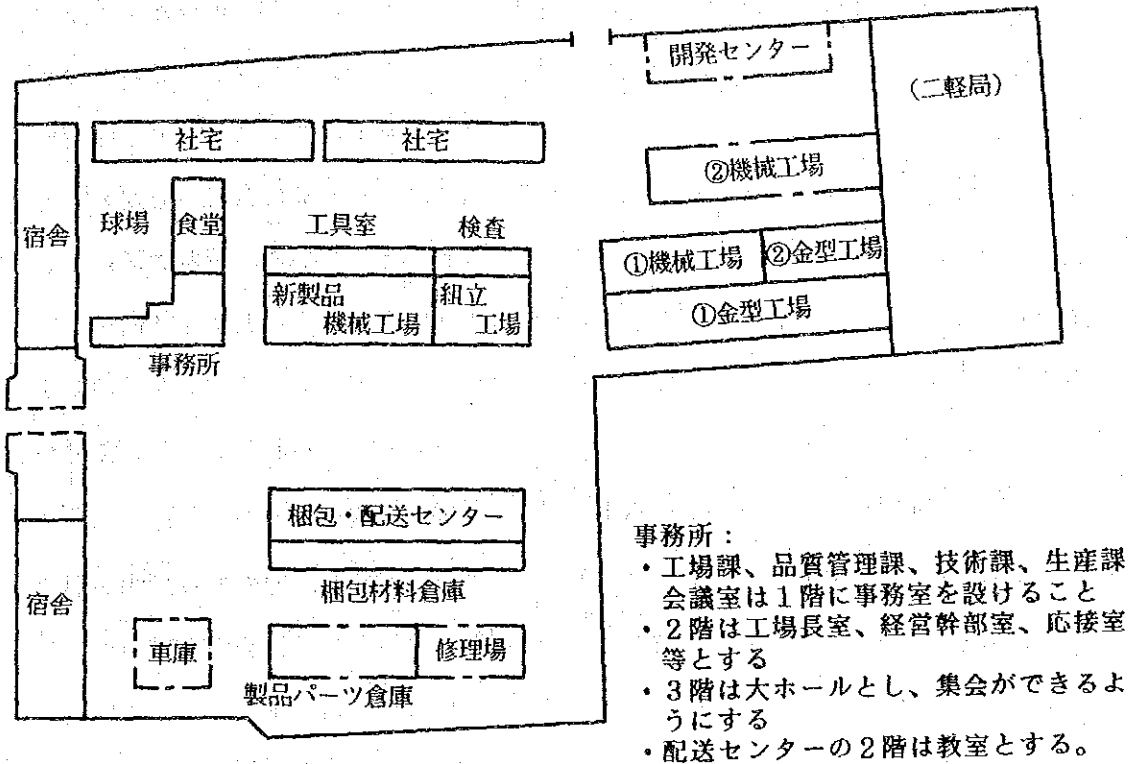 開発センター
(二軽局)
社宅
社宅
②機械工場
宿舎
球場
食堂
工具室
検査
①機械工場
②金型工場
新製品
機械工場
組立
工場
①金型工場
事務所
梱包・配送センター
梱包材料倉庫
宿舎
車庫
修理場
製品パーツ倉庫
事務所:
・工場課、品質管理課、技術課、生産課
会議室は1階に事務室を設けること
・2階は工場長室、経営幹部室、応接室
等とする
・3階は大ホールとし、集会ができるよ
うにする
・配送センターの2階は教室とする。